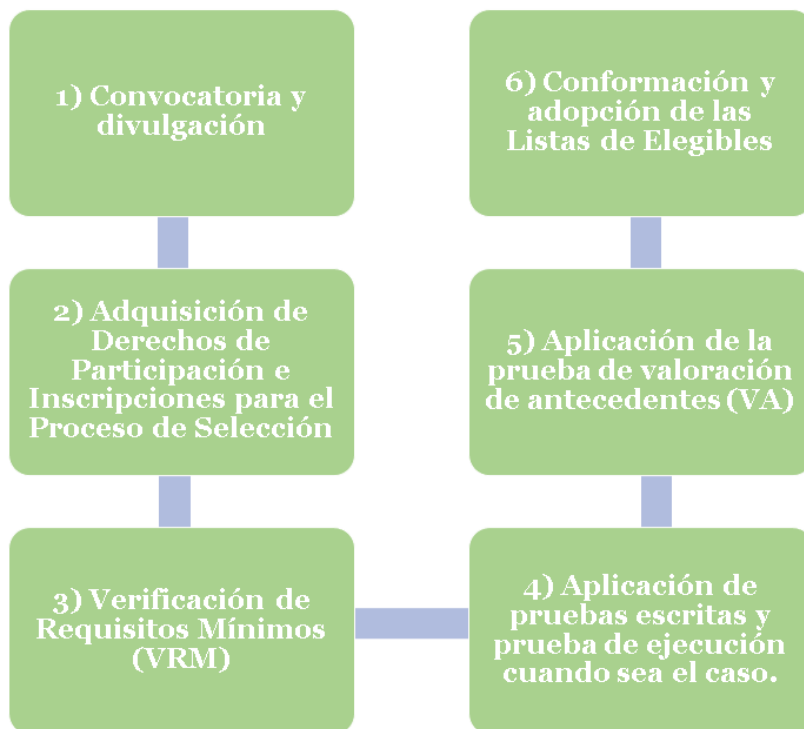 1) Convocatoria y
divulgación
2) Adquisición de
Derechos de
Participación e
Inscripciones para el
Proceso de Selección
3) Verificación de
Requisitos Mínimos
(VRM)
4) Aplicación de
pruebas escritas y
prueba de ejecución
cuando sea el caso.
5) Aplicación de la
prueba de valoración
de antecedentes (VA)
6) Conformación y
adopción de las
Listas de Elegibles